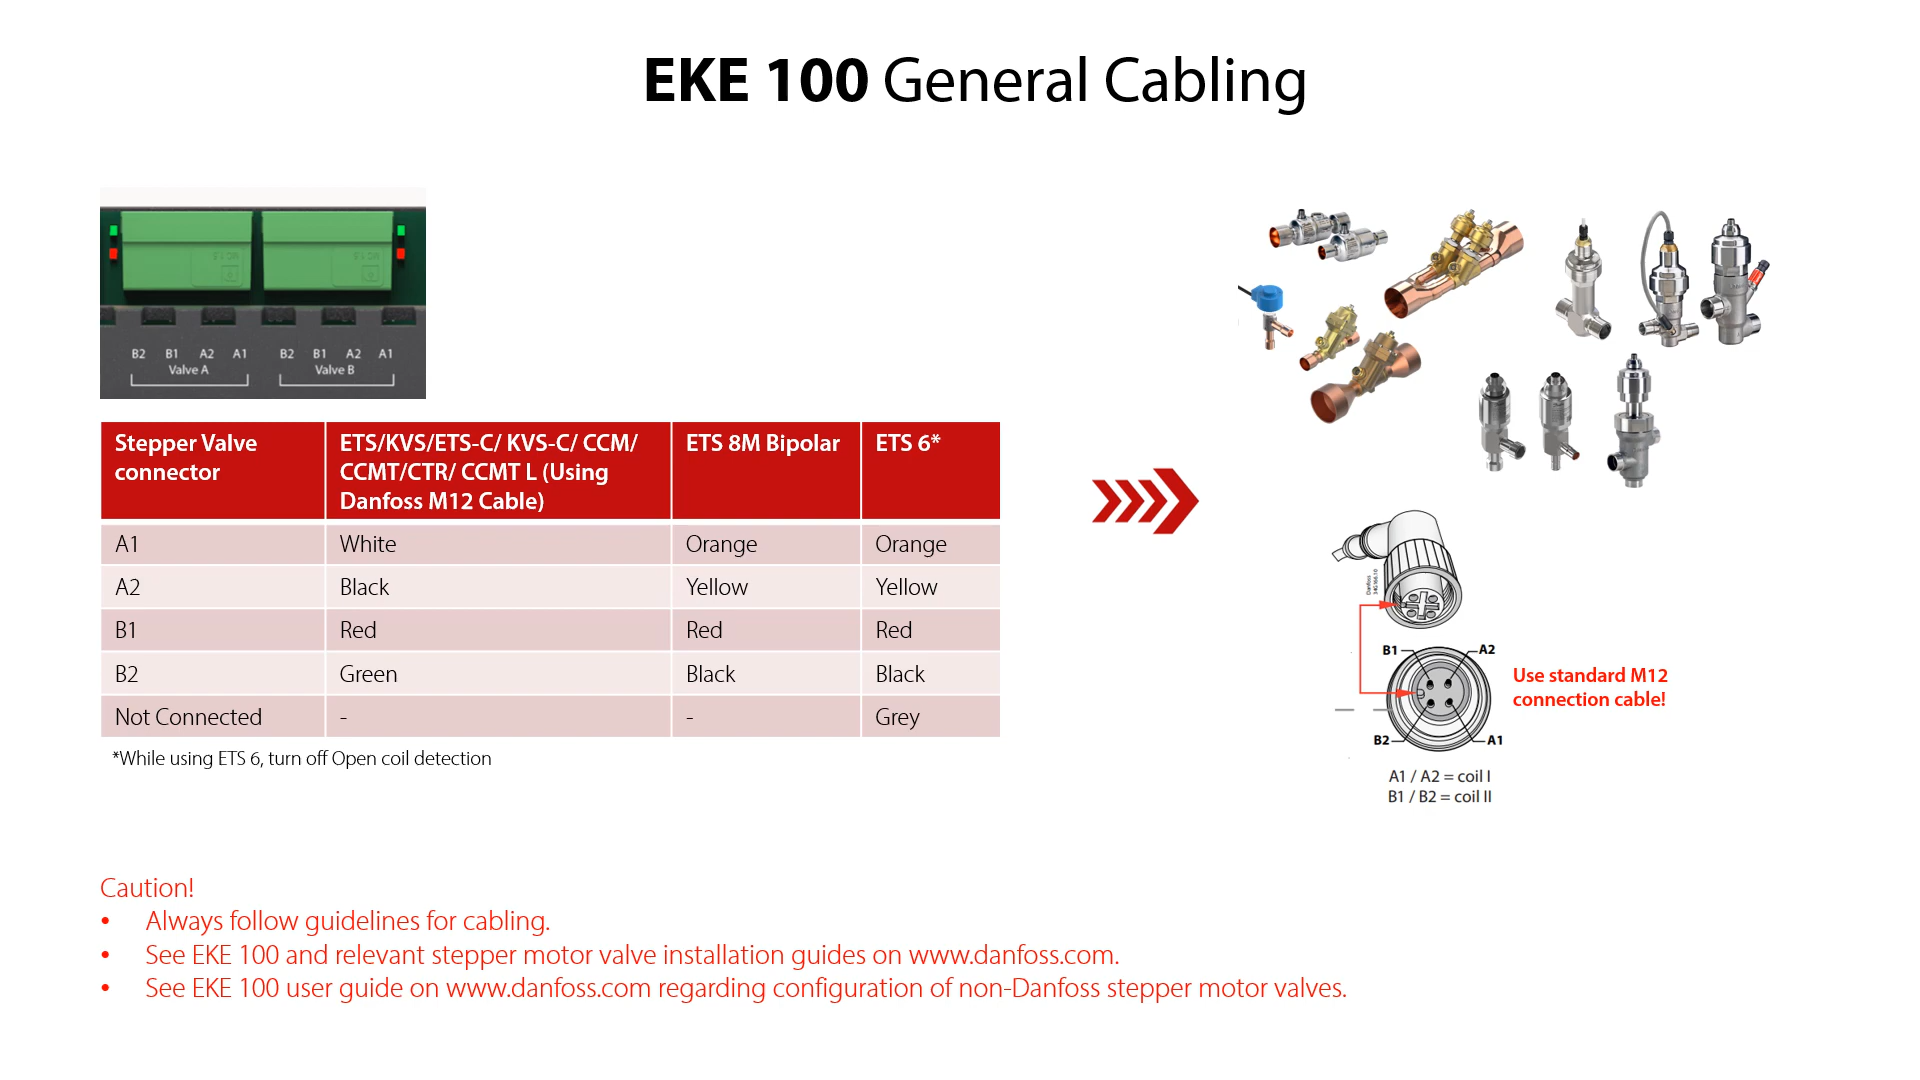 EKE 100 General Cabling
B2 B1 A2 A1 B2 B1 A2 A1
Valve A Valve B
Stepper Valve connector
ETS/KVS/ETS-C/ KVS-C/ CCM/
CCMT/CTR/ CCMT L (Using
Danfoss M12 Cable)
ETS 8M Bipolar
ETS 6*
A1 White Orange Orange
A2 Black Yellow Yellow
B1 Red Red Red
B2 Green Black Black
Not Connected - - Grey
*While using ETS 6, turn off Open coil detection
Danfoss
B1 A2
Use standard M12
connection cable!
B2 A1
A1 / A2 = coil I
B1 / B2 = coil II
Caution!
• Always follow guidelines for cabling.
• See EKE 100 and relevant stepper motor valve installation guides on www.danfoss.com.
• See EKE 100 user guide on www.danfoss.com regarding configuration of non-Danfoss stepper motor valves.